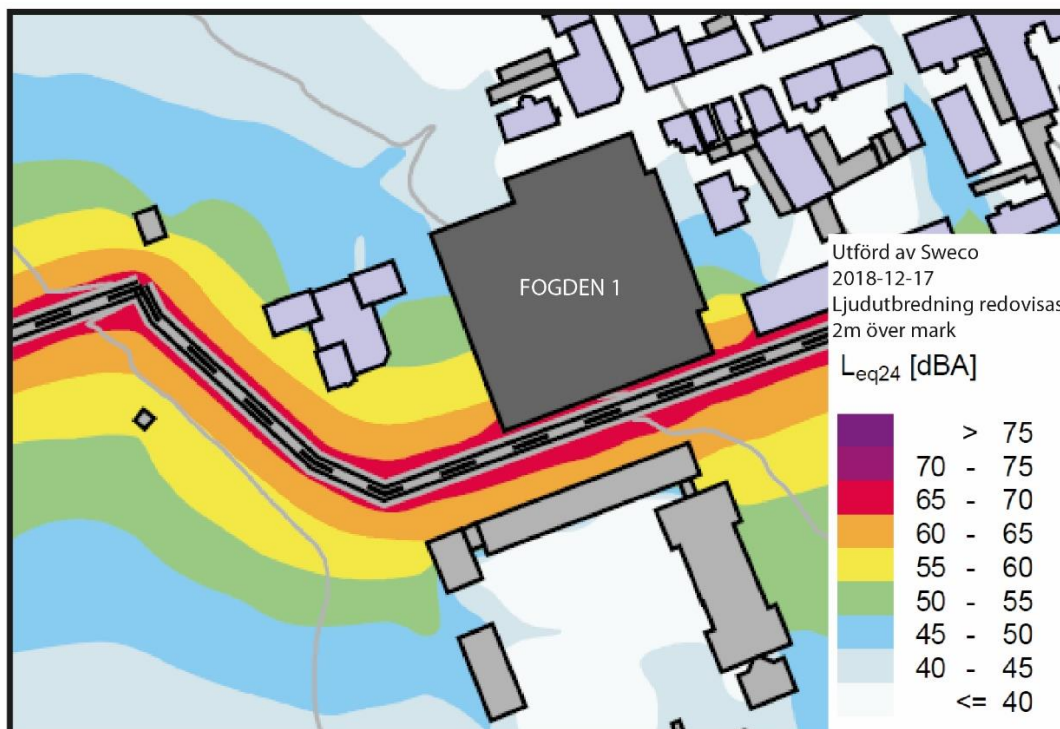 FOGDEN 1
Utförd av Sweco
2018-12-17
Ljudutbredning redovisas
2m över mark
Leq24 [dBA]
> 75
70 - 75
65 - 70
60 - 65
55 - 60
50 - 55
45 - 50
40 - 45
<= 40